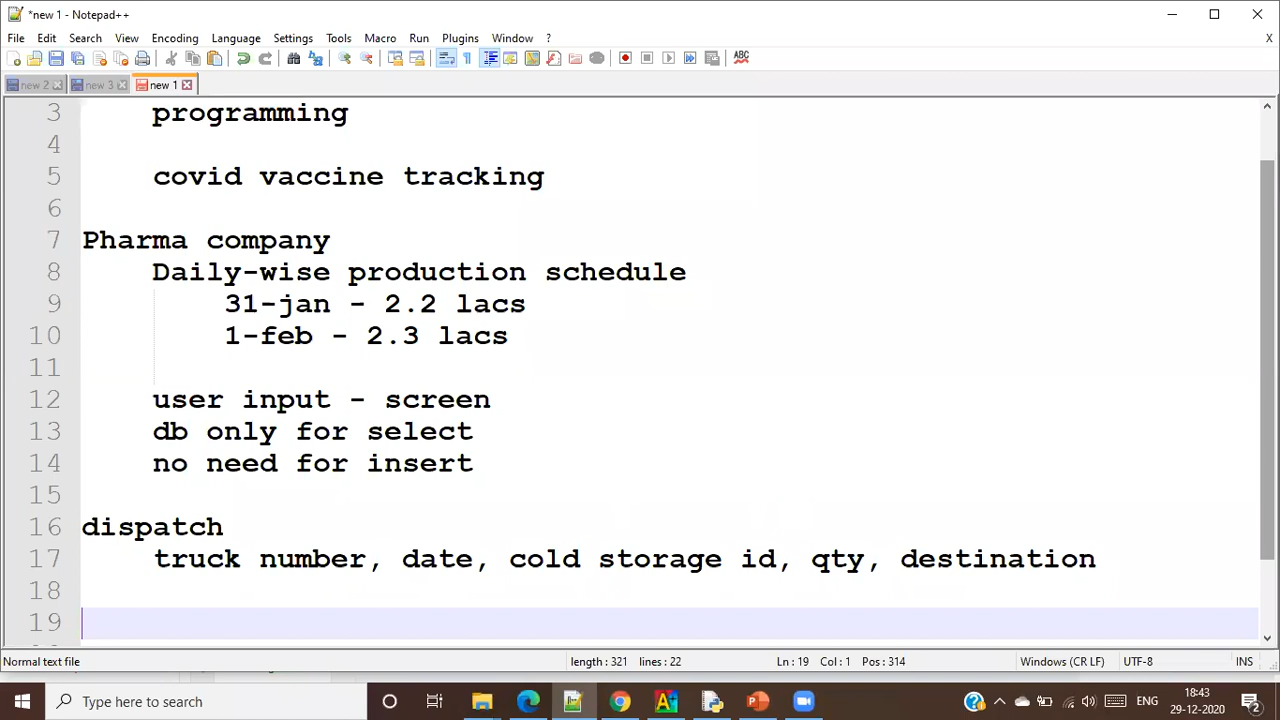 *new 1 - Notepad++
File Edit Search View Encoding Language Settings Tools Macro Run Plugins Window ? X
ABC
new 2 new 3 new 1
3 programming
4
5 covid vaccine tracking
6
7 Pharma company
8 Daily-wise production schedule
9 31-jan - 2.2 lacs
10 1-feb - 2.3 lacs
11
12 user input - screen
13 db only for select
14 no need for insert
15
16 dispatch
17 truck number, date, cold storage id, qty, destination
18
19
Normal text file length : 321 lines : 22 Ln : 19 Col : 1 Pos : 314 Windows (CR LF) UTF-8 INS
Type here to search ENG 18:43
29-12-2020 2